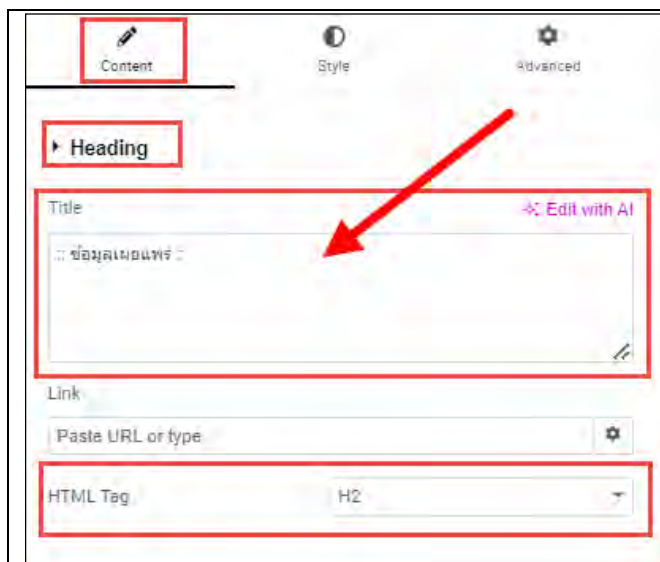 Content Style Advanced
Heading
Title Edit with AI
:: ข้อมูลเผยแพร่ ::
Link
Paste URL or type
HTML Tag H2